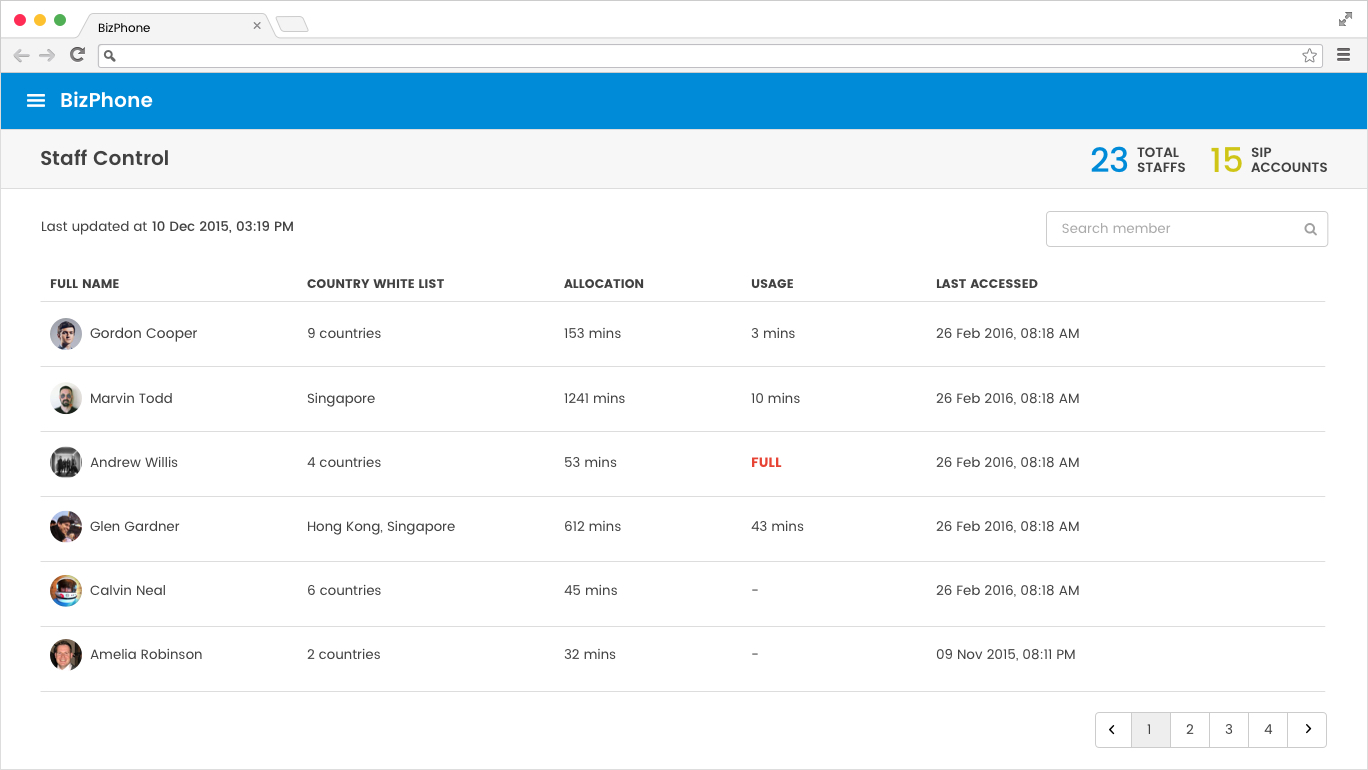 BizPhone
BizPhone
Staff Control
23 TOTAL STAFFS
15 SIP ACCOUNTS
Last updated at 10 Dec 2015, 03:19 PM
Search member
FULL NAME COUNTRY WHITE LIST ALLOCATION USAGE LAST ACCESSED
Gordon Cooper 9 countries 153 mins 3 mins 26 Feb 2016, 08:18 AM
Marvin Todd Singapore 1241 mins 10 mins 26 Feb 2016, 08:18 AM
Andrew Willis 4 countries 53 mins FULL 26 Feb 2016, 08:18 AM
Glen Gardner Hong Kong, Singapore 612 mins 43 mins 26 Feb 2016, 08:18 AM
Calvin Neal 6 countries 45 mins - 26 Feb 2016, 08:18 AM
Amelia Robinson 2 countries 32 mins - 09 Nov 2015, 08:11 PM
1 2 3 4